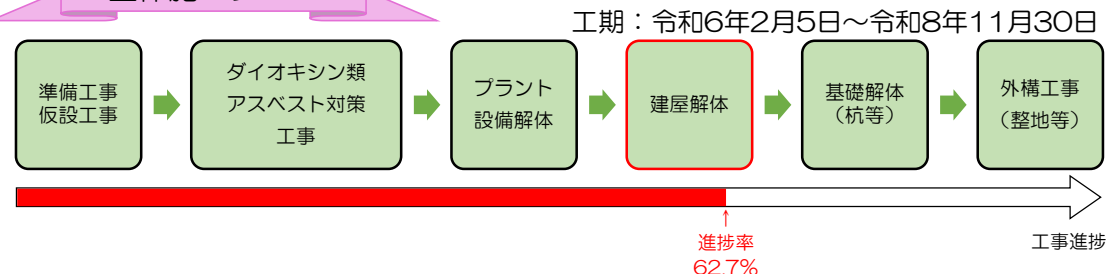 工期：令和6年2月5日～令和8年11月30日
準備工事
仮設工事
ダイオキシン類
アスベスト対策
工事
プラント
設備解体
建屋解体
基礎解体
（杭等）
外構工事
（整地等）
↑
進捗率
62.7%
工事進捗